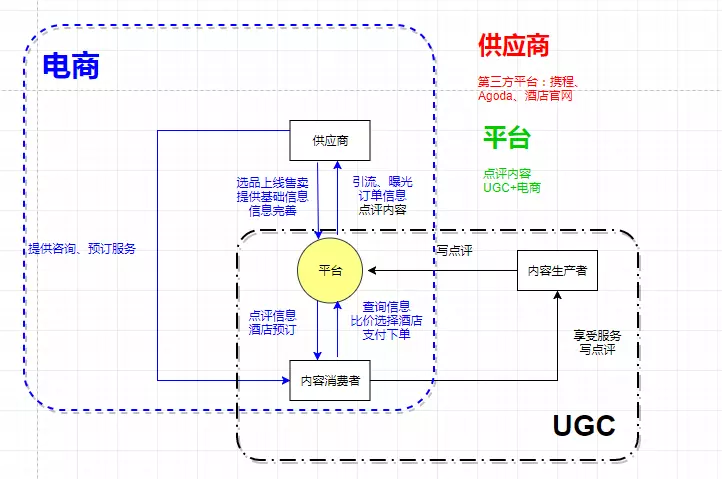 电商
供应商
第三方平台：携程、
Agoda、酒店官网
平台
点评内容
UGC+电商
供应商
选品上线售卖
提供基础信息
信息完善
引流、曝光
订单信息
点评内容
提供咨询、预订服务
写点评
平台
内容生产者
点评信息
酒店预订
查询信息
比价选择酒店
支付下单
享受服务
写点评
内容消费者
UGC